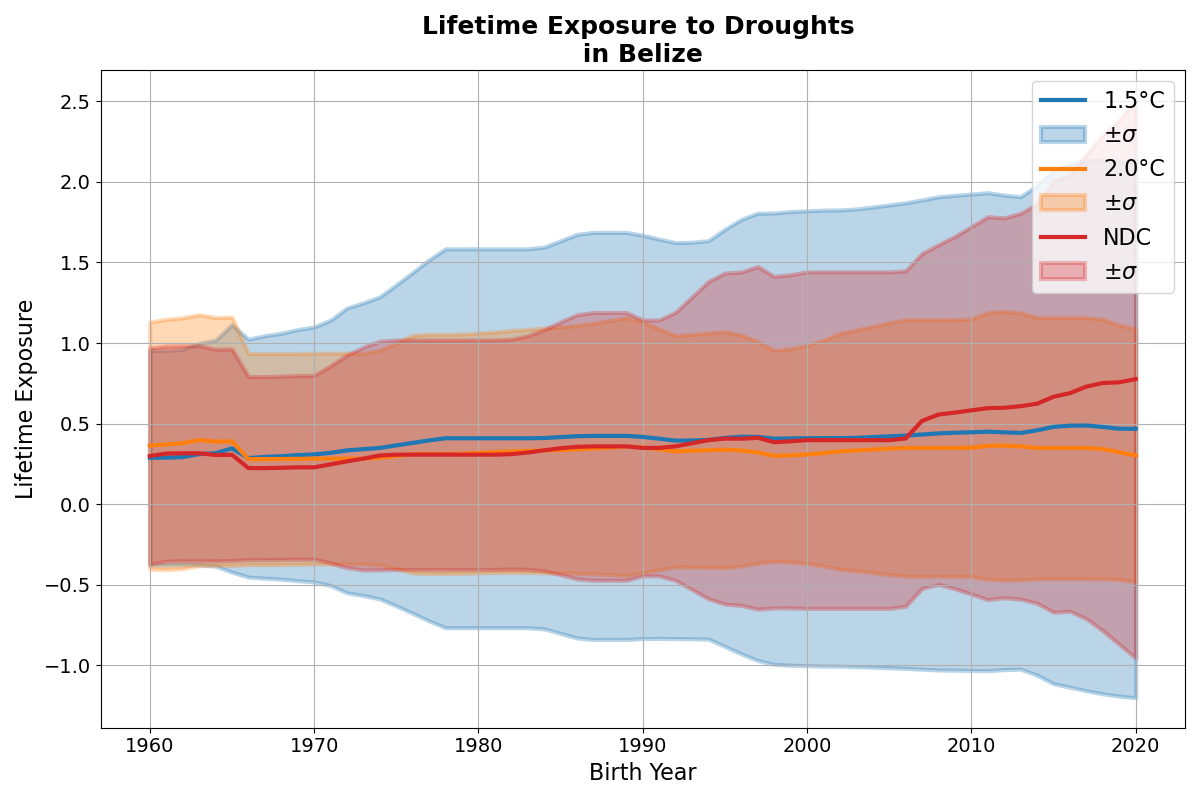 Lifetime Exposure to Droughts
in Belize
Lifetime Exposure
2.5
2.0
1.5
1.0
0.5
0.0
−0.5
−1.0
1960
1970
1980
1990
2000
2010
2020
Birth Year
1.5°C
±σ
2.0°C
±σ
NDC
±σ